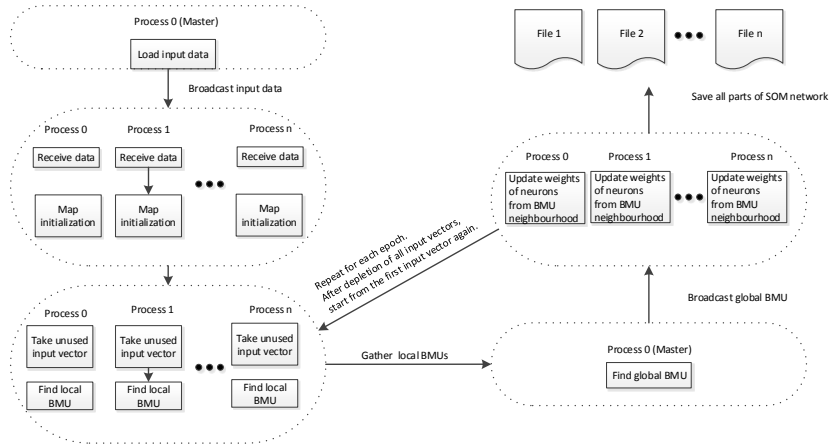 Process 0 (Master)
Load input data
Broadcast input data
Process 0
Process 1
Process n
Receive data
Receive data
Receive data
Map
initialization
Map
initialization
Map
initialization
Process 0
Process 1
Process n
Take unused
input vector
Take unused
input vector
Take unused
input vector
Find local
BMU
Find local
BMU
Find local
BMU
Gather local BMUs
Process 0 (Master)
Find global BMU
Broadcast global BMU
Process 0
Process 1
Process n
Update weights
of neurons
from BMU
neighbourhood
Update weights
of neurons
from BMU
neighbourhood
Update weights
of neurons
from BMU
neighbourhood
Repeat for each epoch.
After depletion of all input vectors,
start from the first input vector again.
Save all parts of SOM network
File 1
File 2
File n